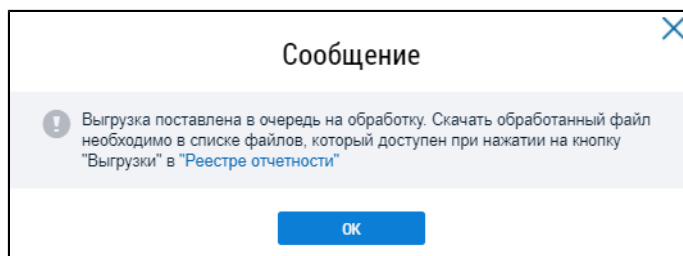 Сообщение
Выгрузка поставлена в очередь на обработку. Скачать обработанный файл
необходимо в списке файлов, который доступен при нажатии на кнопку
"Выгрузки" в "Реестре отчетности"
ОК